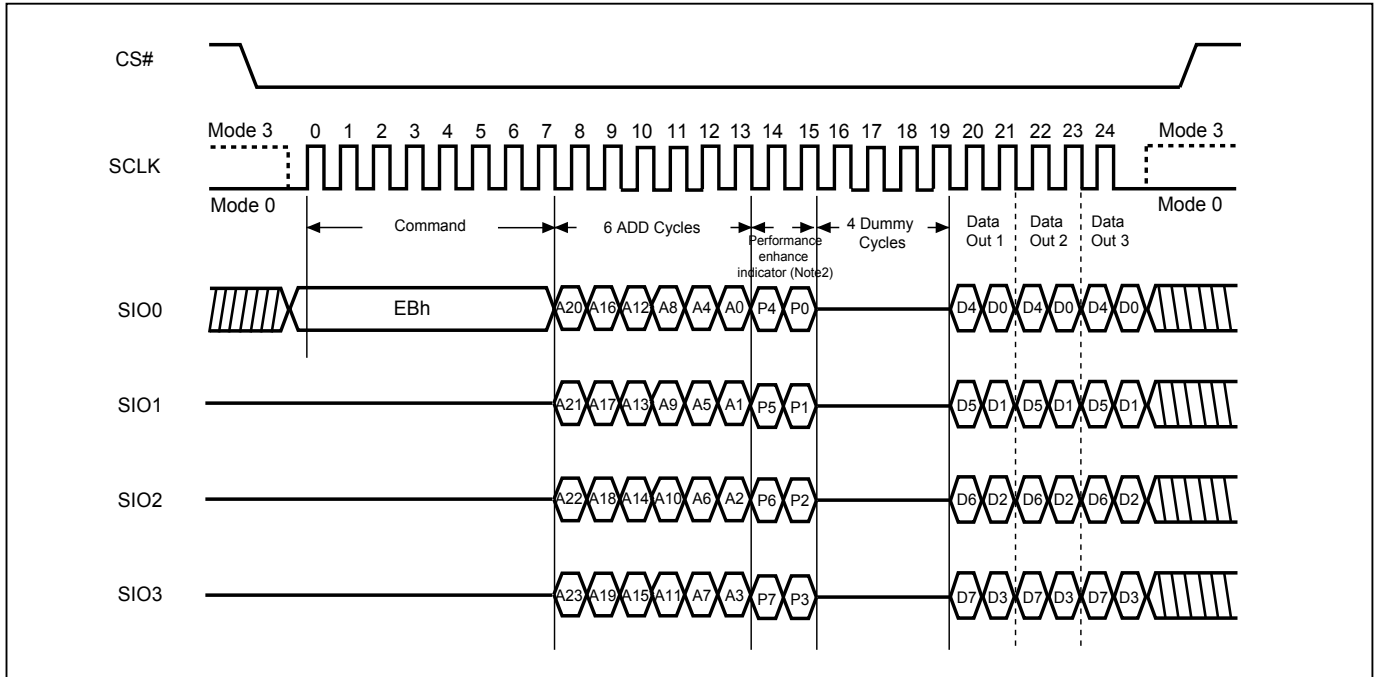 CS#
Mode 3 0 1 2 3 4 5 6 7 8 9 10 11 12 13 14 15 16 17 18 19 20 21 22 23 24 Mode 3
SCLK
Mode 0 Mode 0
Command 6 ADD Cycles 4 Dummy Cycles Data Out 1 Data Out 2 Data Out 3
Performance enhance indicator (Note2)
SIO0 EBh A20 A16 A12 A8 A4 A0 P4 P0 D4 D0 D4 D0 D4 D0
SIO1 A21 A17 A13 A9 A5 A1 P5 P1 D5 D1 D5 D1 D5 D1
SIO2 A22 A18 A14 A10 A6 A2 P6 P2 D6 D2 D6 D2 D6 D2
SIO3 A23 A19 A15 A11 A7 A3 P7 P3 D7 D3 D7 D3 D7 D3